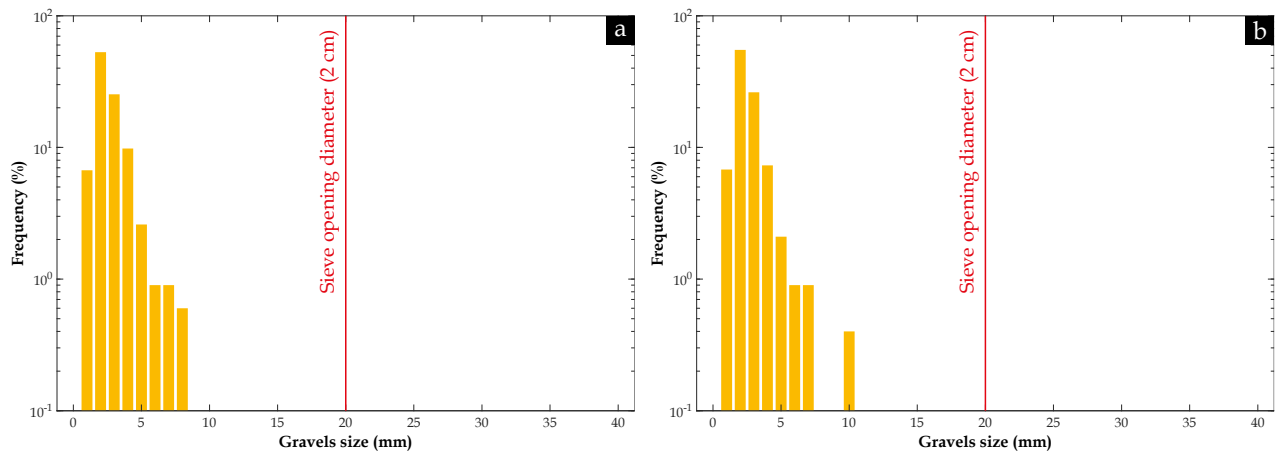 a
10²
10¹
10⁰
10⁻¹
Frequency (%)
Sieve opening diameter (2 cm)
0 5 10 15 20 25 30 35 40
Gravels size (mm)
b
10²
10¹
10⁰
10⁻¹
Frequency (%)
Sieve opening diameter (2 cm)
0 5 10 15 20 25 30 35 40
Gravels size (mm)